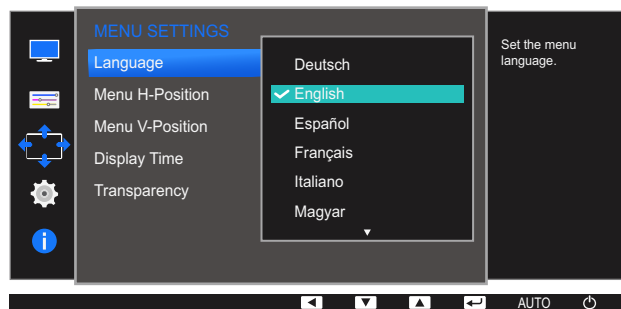 MENU SETTINGS
Language
Menu H-Position
Menu V-Position
Display Time
Transparency
Deutsch
English
Español
Français
Italiano
Magyar
Set the menu
language.
AUTO